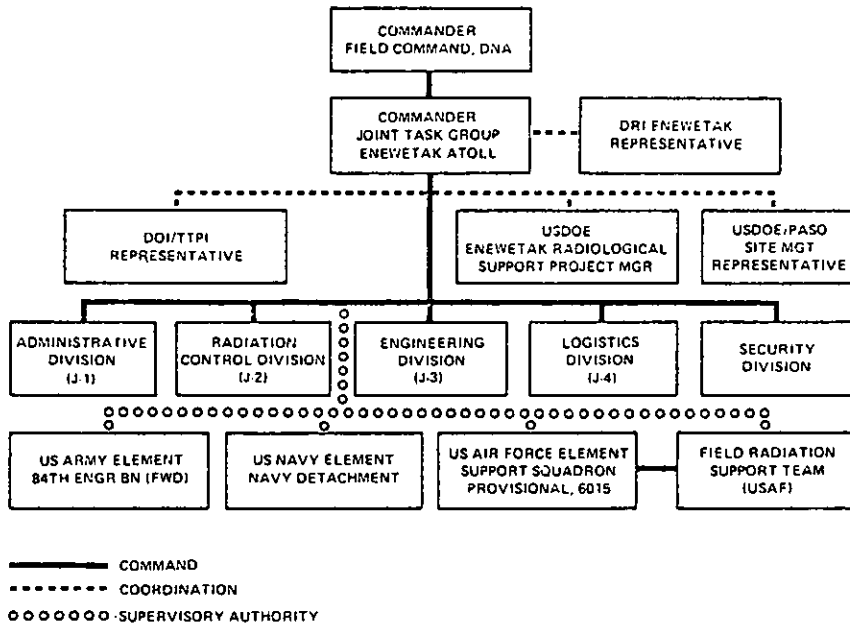 COMMANDER
FIELD COMMAND, DNA
COMMANDER
JOINT TASK GROUP
ENEWETAK ATOLL
DRI ENEWETAK
REPRESENTATIVE
DOI/TTPI
REPRESENTATIVE
USDOE
ENEWETAK RADIOLOGICAL
SUPPORT PROJECT MGR
USDOE/PASO
SITE MGT
REPRESENTATIVE
ADMINISTRATIVE
DIVISION
(J-1)
RADIATION
CONTROL DIVISION
(J-2)
ENGINEERING
DIVISION
(J-3)
LOGISTICS
DIVISION
(J-4)
SECURITY
DIVISION
US ARMY ELEMENT
84TH ENGR BN (FWD)
US NAVY ELEMENT
NAVY DETACHMENT
US AIR FORCE ELEMENT
SUPPORT SQUADRON
PROVISIONAL, 6015
FIELD RADIATION
SUPPORT TEAM
(USAF)
COMMAND
COORDINATION
SUPERVISORY AUTHORITY